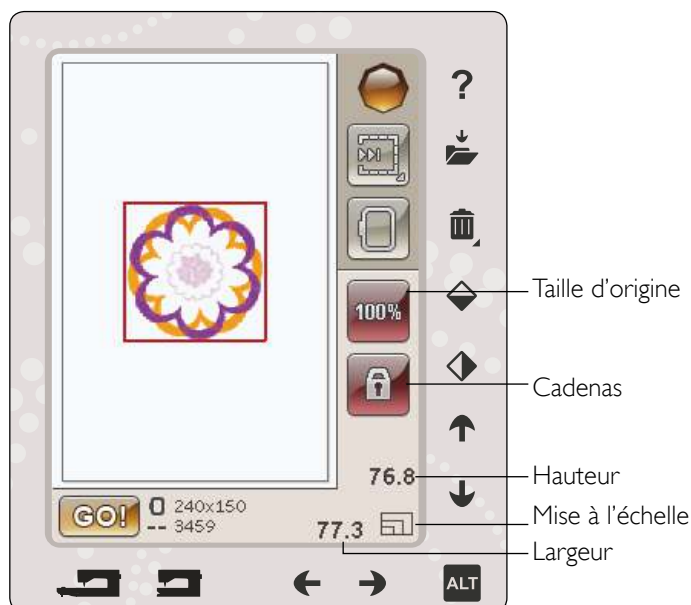 ?
Taille d'origine
100%
Cadenas
76.8
Hauteur
GO!
240x150
-- 3459
77.3
Mise à l'échelle
Largeur
ALT